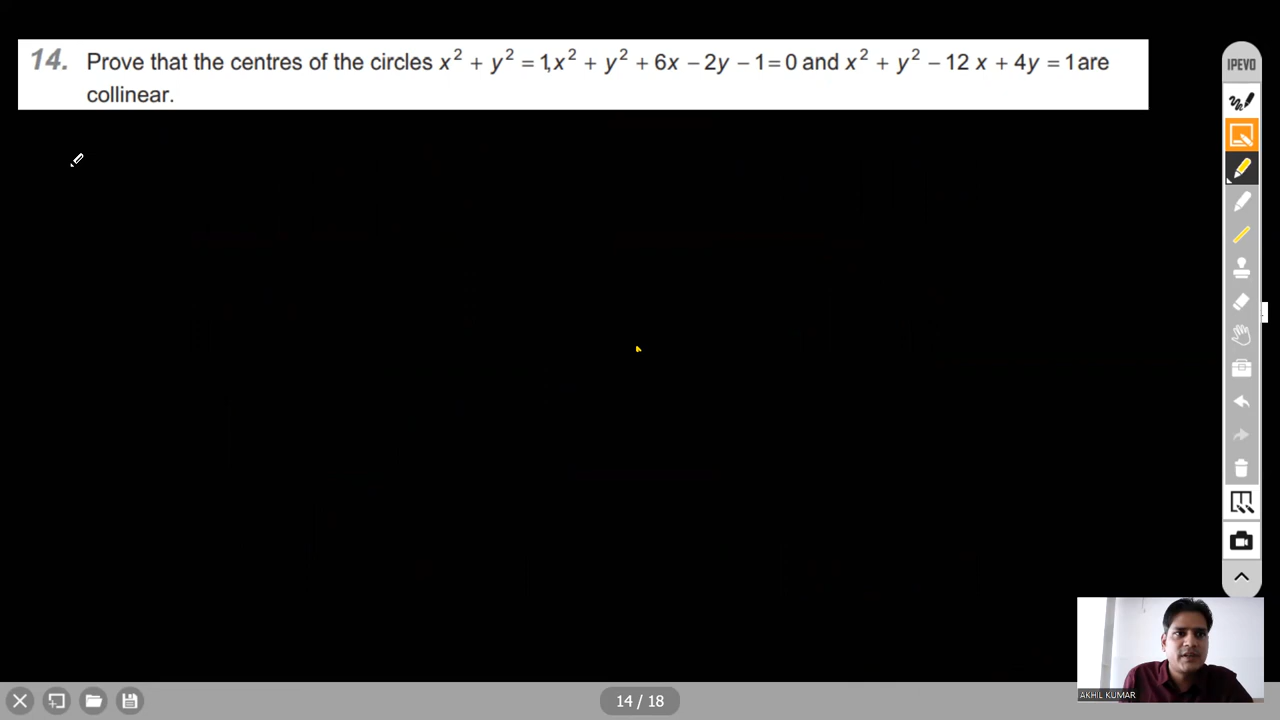 IPEVO
14. Prove that the centres of the circles x² + y² = 1, x² + y² + 6x − 2y − 1 = 0 and x² + y² − 12 x + 4y = 1 are
collinear.
AKHIL KUMAR
14 / 18